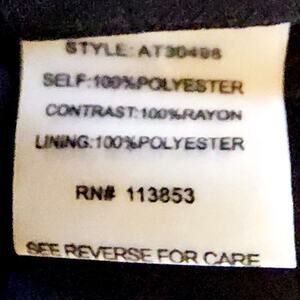 STYLE: AT30498
SELF:100%POLYESTER
CONTRAST:100%RAYON
LINING:100%POLYESTER
RN# 113853
SEE REVERSE FOR CARE